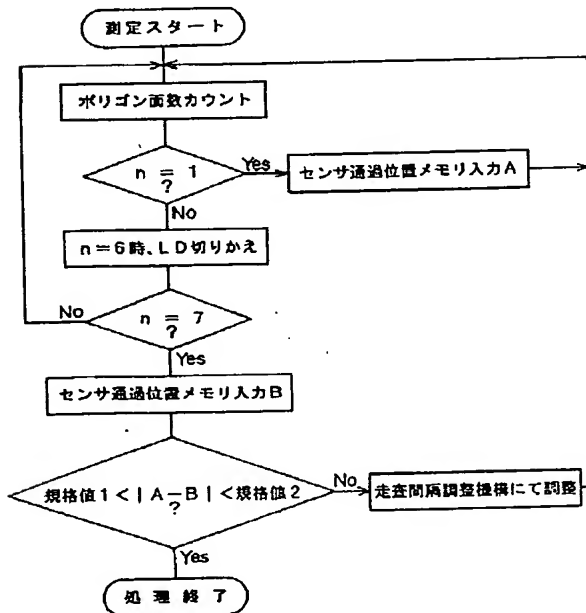 測定スタート
ポリゴン面数カウント
n = 1
?
Yes
センサ通過位置メモリ入力A
No
n=6時、LD切りかえ
No
n = 7
?
Yes
センサ通過位置メモリ入力B
規格値1<|A-B|<規格値2
?
No
走査間隔調整機構にて調整
Yes
処理終了